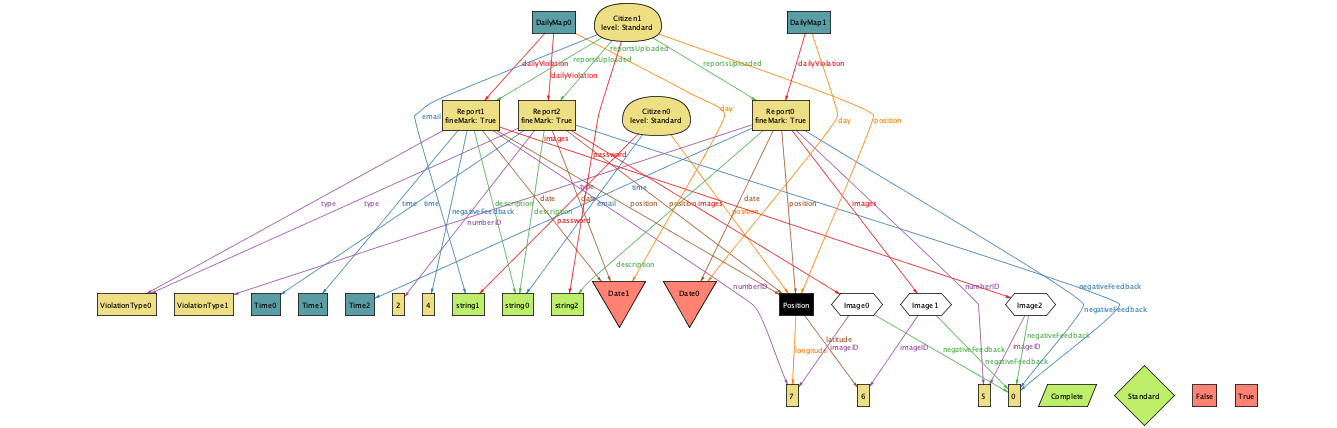 DailyMap0
Citizen1
level: Standard
DailyMap1
reportsUploaded
reportsUploaded
dailyViolation
reportsUploaded
dailyViolation
dailyViolation
Report1
fineMark: True
Report2
fineMark: True
Citizen0
level: Standard
Report0
fineMark: True
day
email
day
position
images
password
type
time
type
type
time
time
negativeFeedback
numberID
description
description
date
date
email
password
position
position
images
position
date
position
images
description
numberID
numberID
negativeFeedback
negativeFeedback
ViolationType0
ViolationType1
Time0
Time1
Time2
2
4
string1
string0
string2
Date1
Date0
Position
Image0
Image1
Image2
longitude
latitude
imageID
imageID
negativeFeedback
imageID
negativeFeedback
negativeFeedback
7
6
5
0
Complete
Standard
False
True